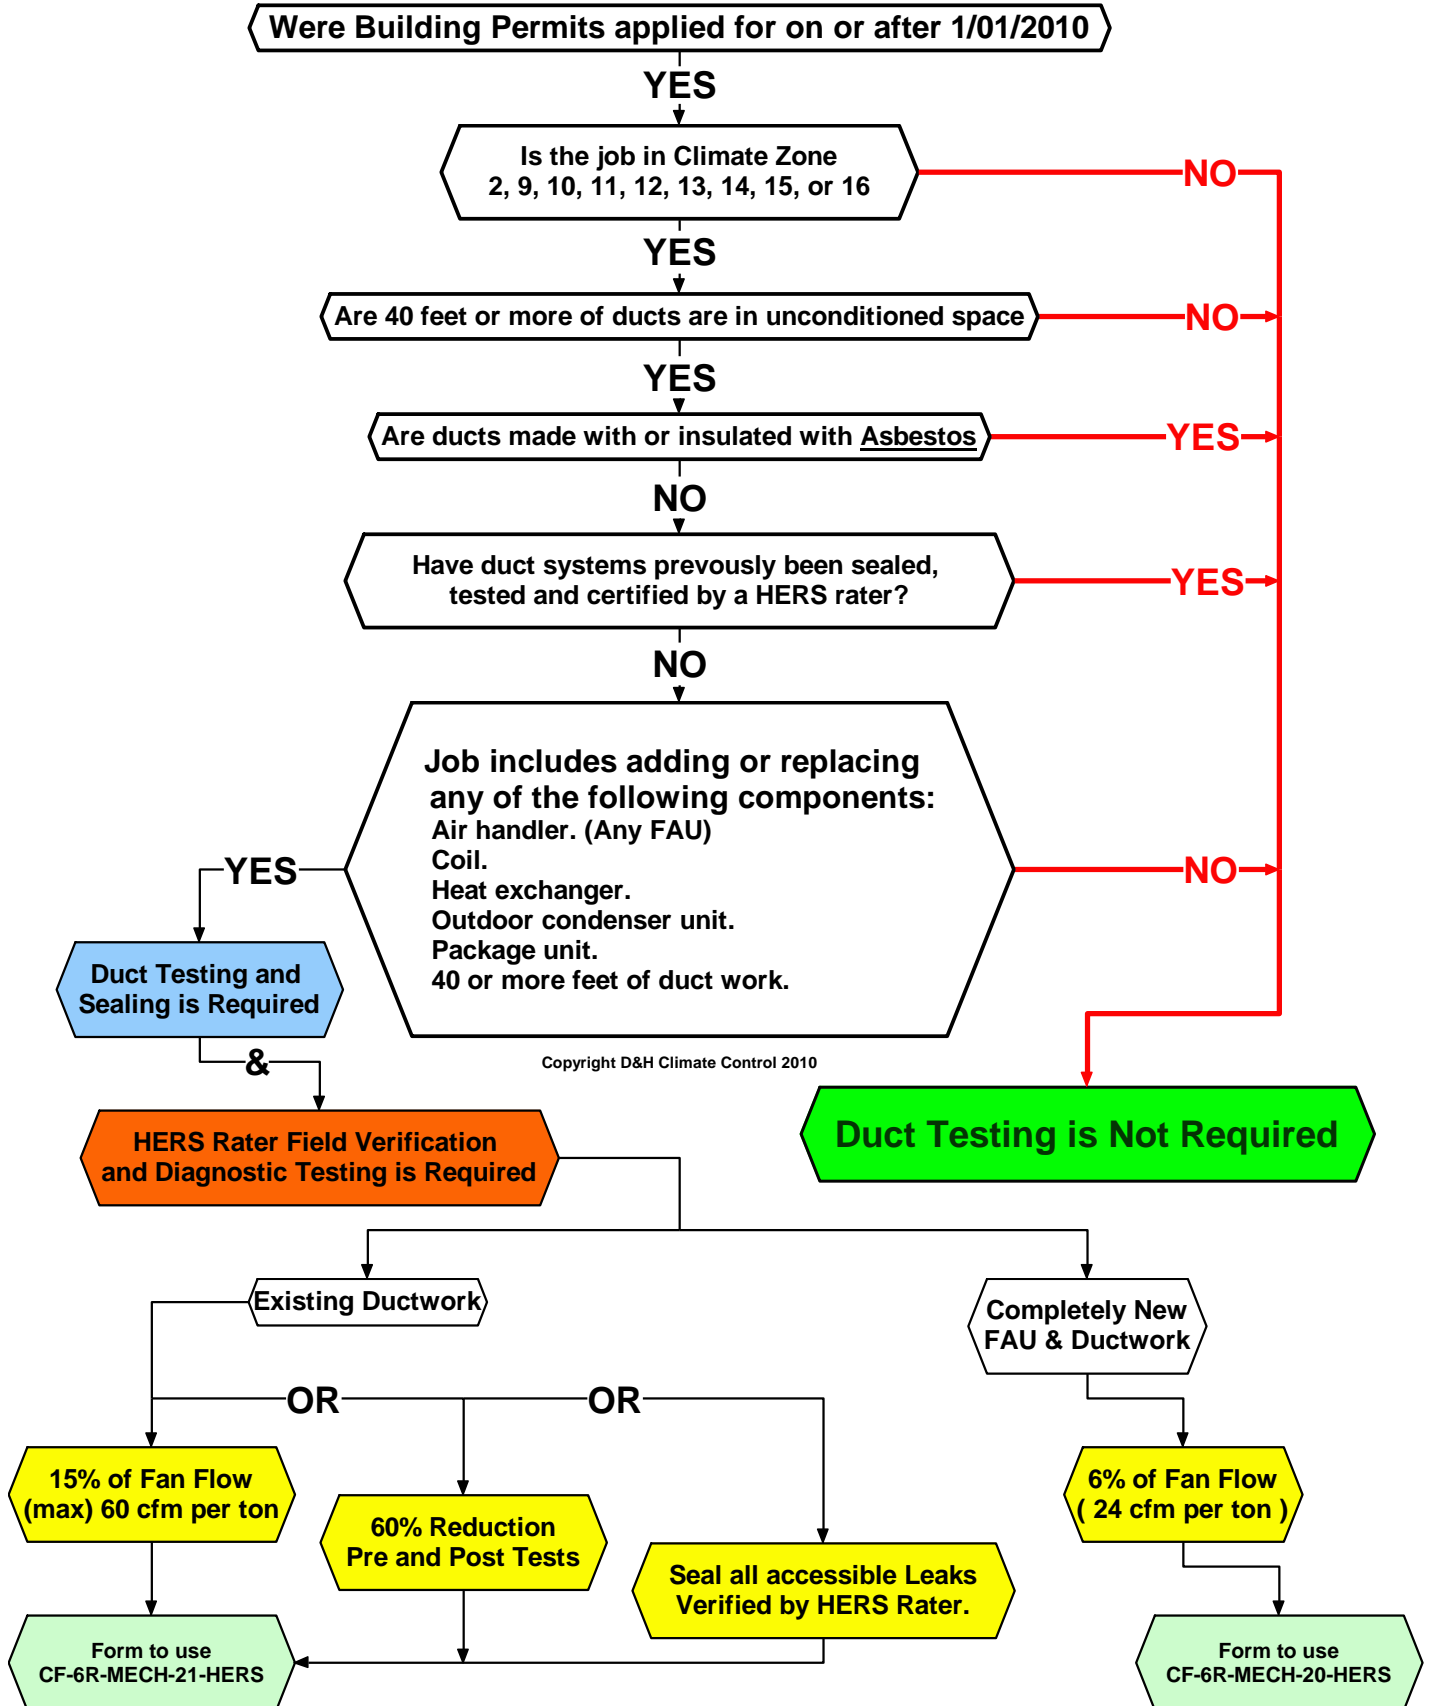 Were Building Permits applied for on or after 1/01/2010
YES
Is the job in Climate Zone
2, 9, 10, 11, 12, 13, 14, 15, or 16
NO
YES
Are 40 feet or more of ducts are in unconditioned space
NO
YES
Are ducts made with or insulated with Asbestos
YES
NO
Have duct systems prevously been sealed,
tested and certified by a HERS rater?
YES
NO
Job includes adding or replacing
any of the following components:
Air handler. (Any FAU)
Coil.
Heat exchanger.
Outdoor condenser unit.
Package unit.
40 or more feet of duct work.
YES
NO
Duct Testing and
Sealing is Required
&
Copyright D&H Climate Control 2010
HERS Rater Field Verification
and Diagnostic Testing is Required
Duct Testing is Not Required
Existing Ductwork
Completely New
FAU & Ductwork
OR
OR
15% of Fan Flow
(max) 60 cfm per ton
60% Reduction
Pre and Post Tests
Seal all accessible Leaks
Verified by HERS Rater.
6% of Fan Flow
( 24 cfm per ton )
Form to use
CF-6R-MECH-21-HERS
Form to use
CF-6R-MECH-20-HERS